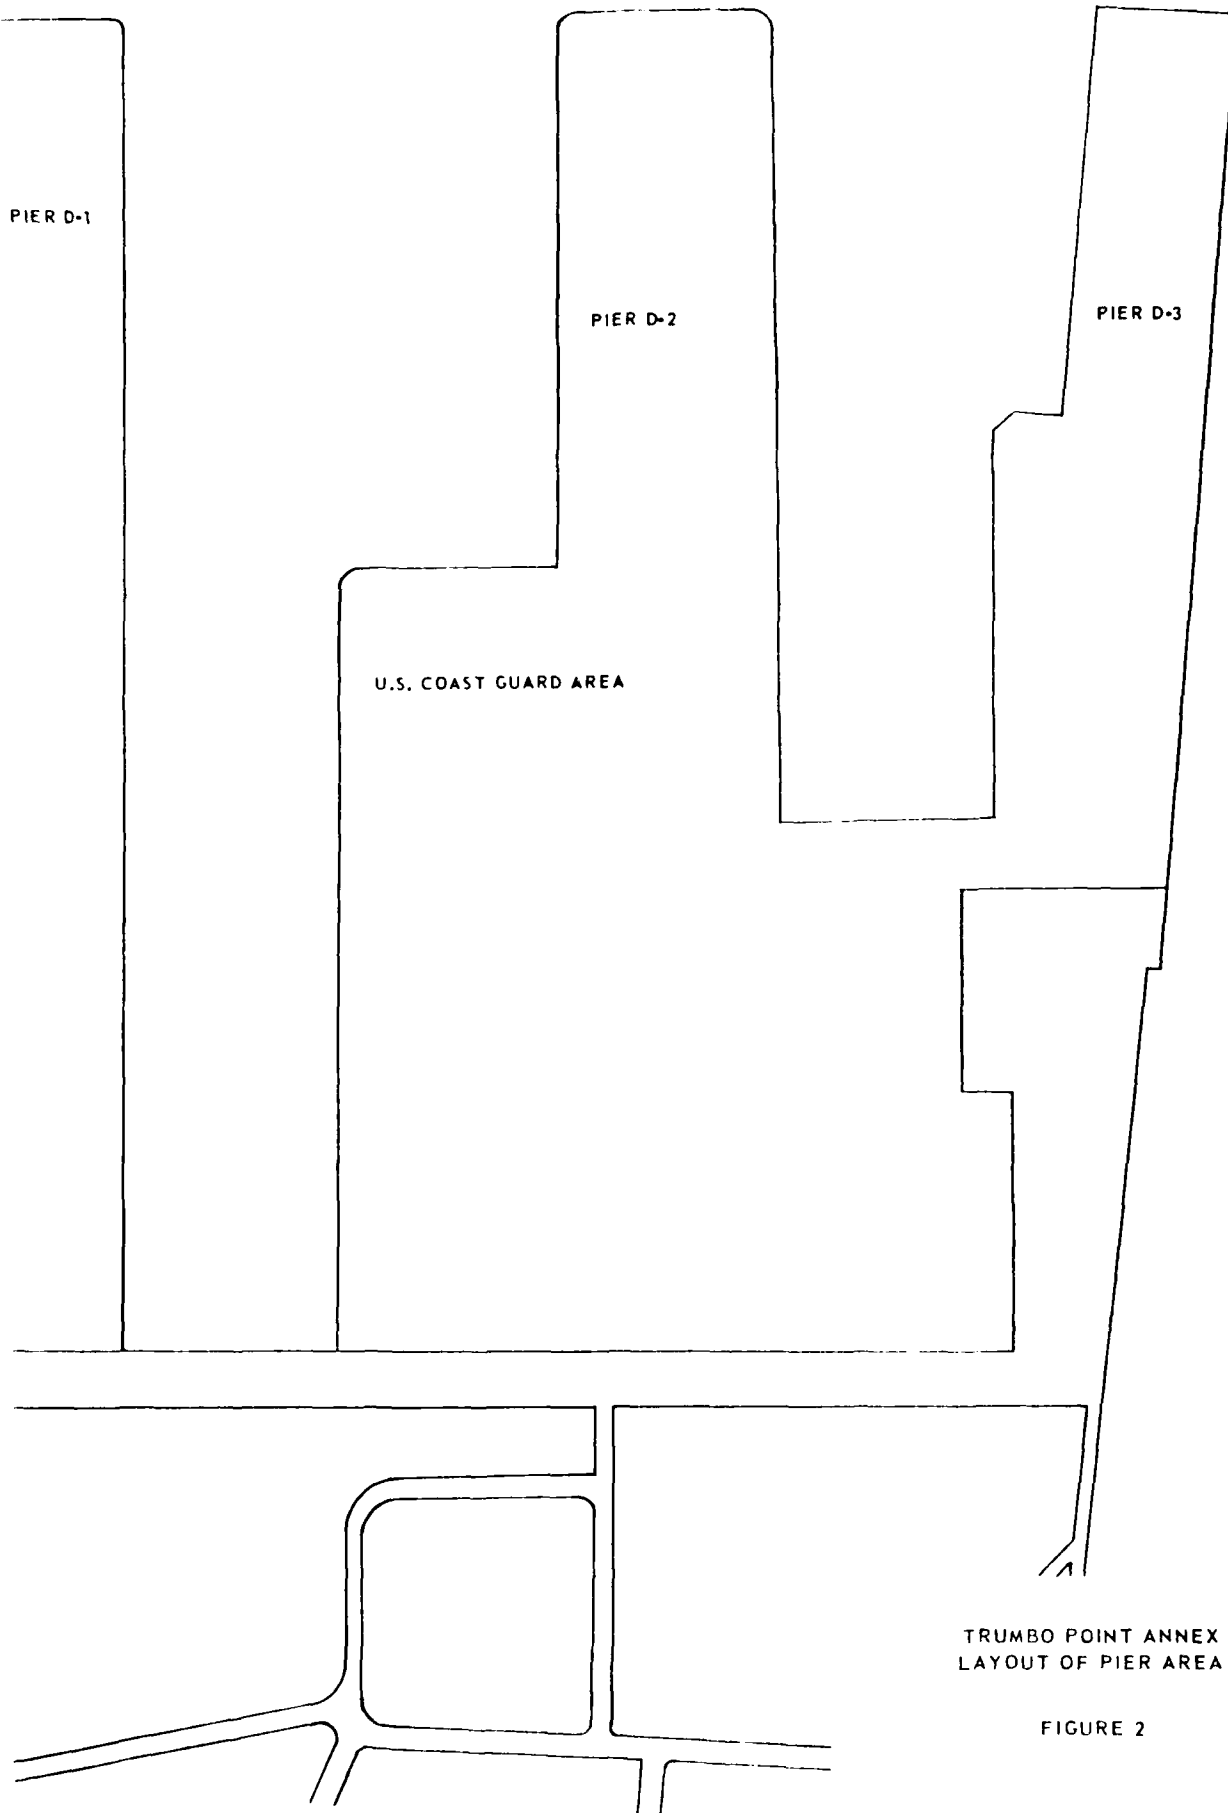 PIER D-1
PIER D-2
PIER D-3
U.S. COAST GUARD AREA
TRUMBO POINT ANNEX
LAYOUT OF PIER AREA
FIGURE 2